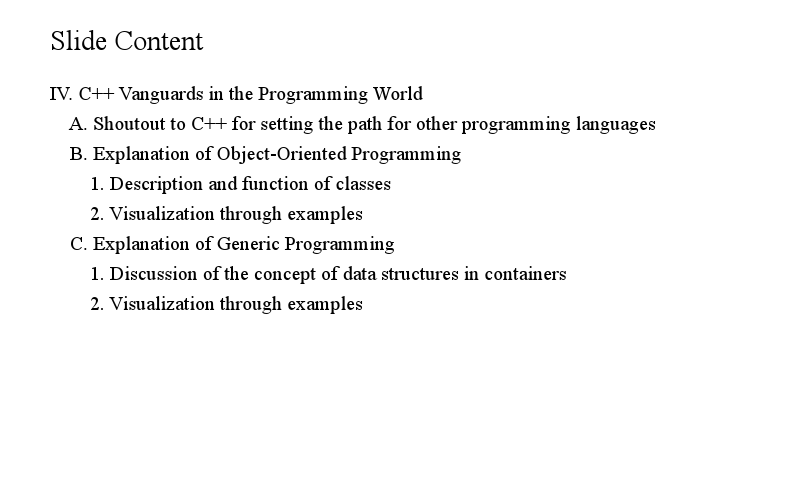 Slide Content
IV. C++ Vanguards in the Programming World
A. Shoutout to C++ for setting the path for other programming languages
B. Explanation of Object-Oriented Programming
1. Description and function of classes
2. Visualization through examples
C. Explanation of Generic Programming
1. Discussion of the concept of data structures in containers
2. Visualization through examples